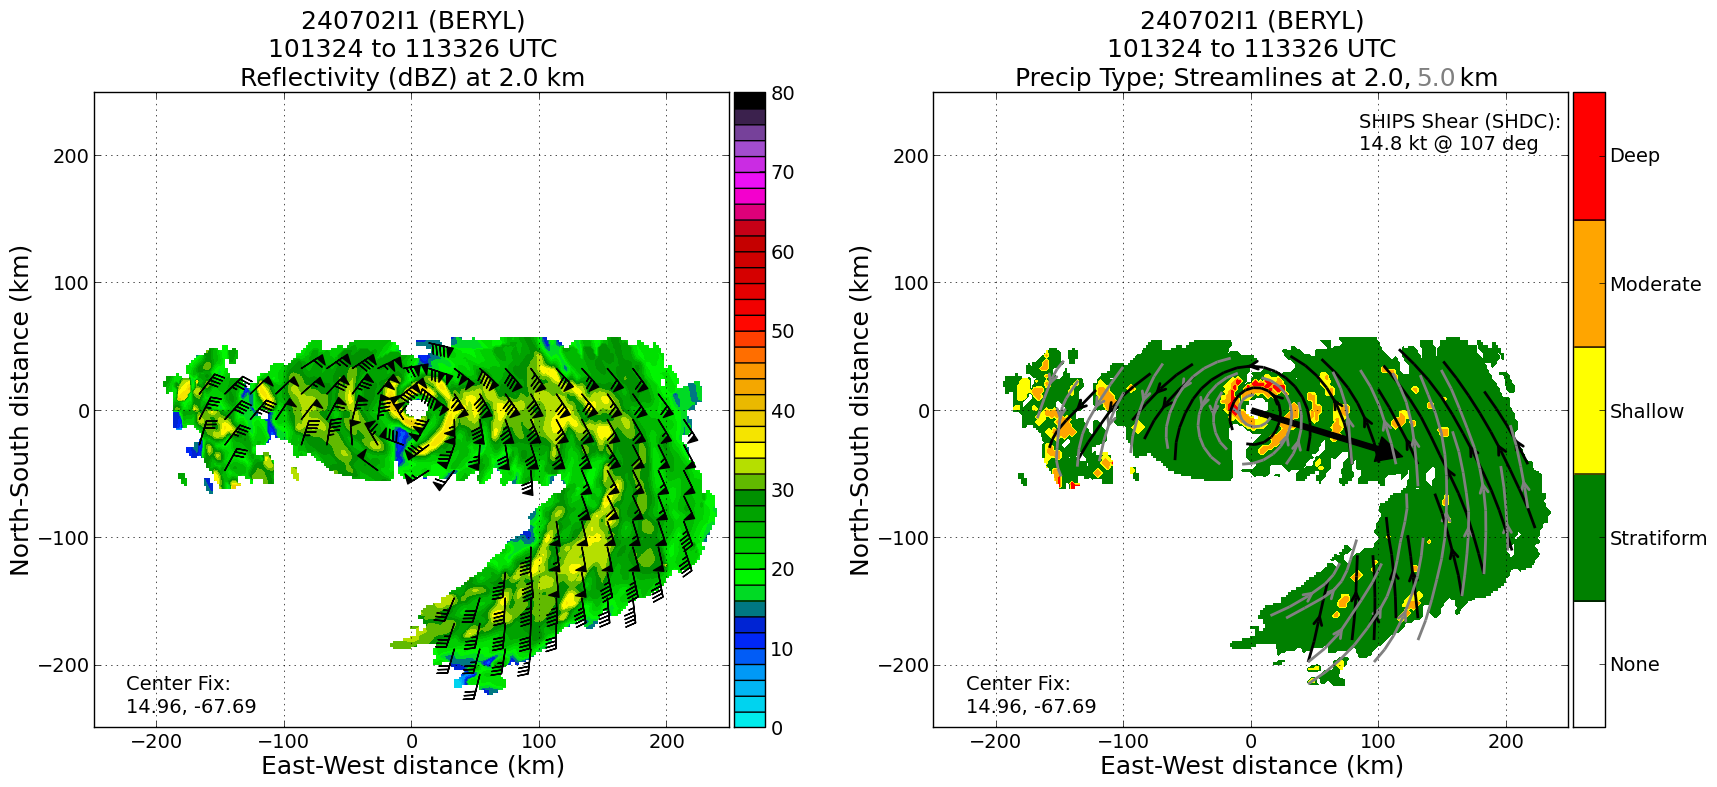 240702I1 (BERYL)
101324 to 113326 UTC
Reflectivity (dBZ) at 2.0 km
North-South distance (km)
200
100
0
−100
−200
Center Fix:
14.96, -67.69
−200
−100
0
100
200
East-West distance (km)
80
70
60
50
40
30
20
10
0
240702I1 (BERYL)
101324 to 113326 UTC
Precip Type; Streamlines at 2.0, 5.0 km
SHIPS Shear (SHDC):
14.8 kt @ 107 deg
North-South distance (km)
200
100
0
−100
−200
Center Fix:
14.96, -67.69
−200
−100
0
100
200
East-West distance (km)
Deep
Moderate
Shallow
Stratiform
None